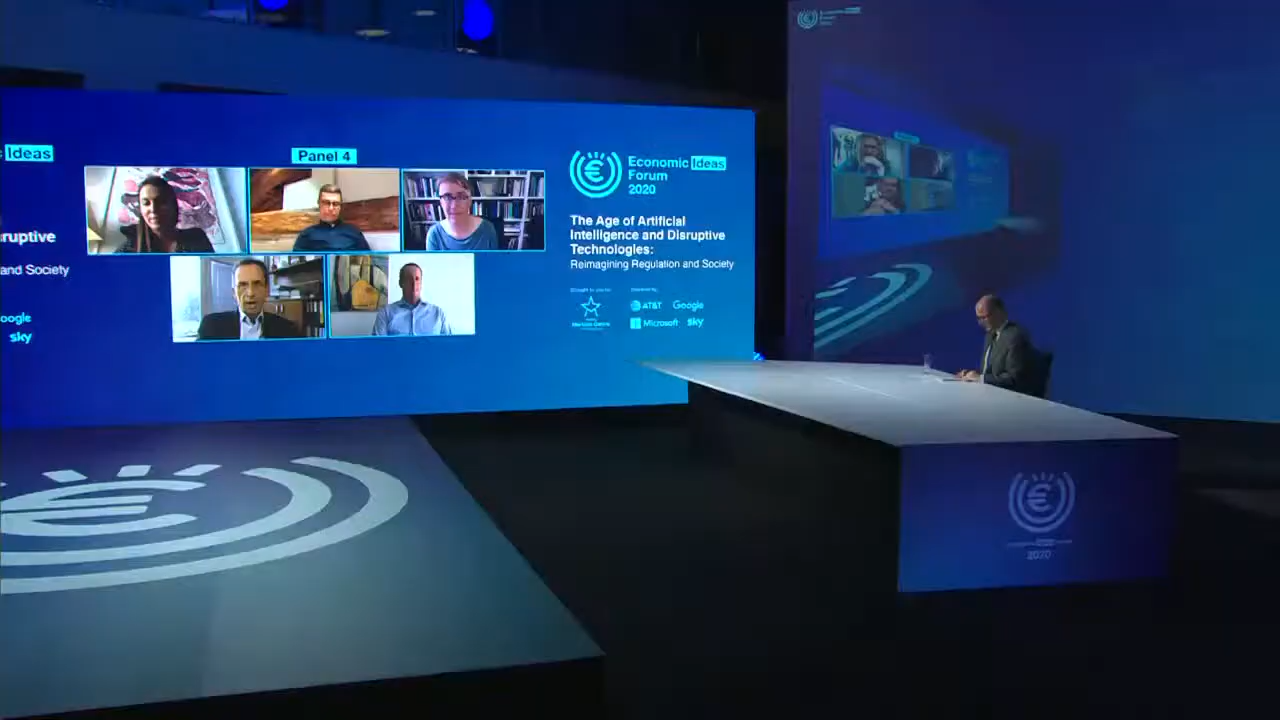 Ideas
ruptive
and Society
oogle
sky
Panel 4
Economic Ideas
Forum
2020
The Age of Artificial
Intelligence and Disruptive
Technologies:
Reimagining Regulation and Society
AT&T Google
Microsoft sky
2020